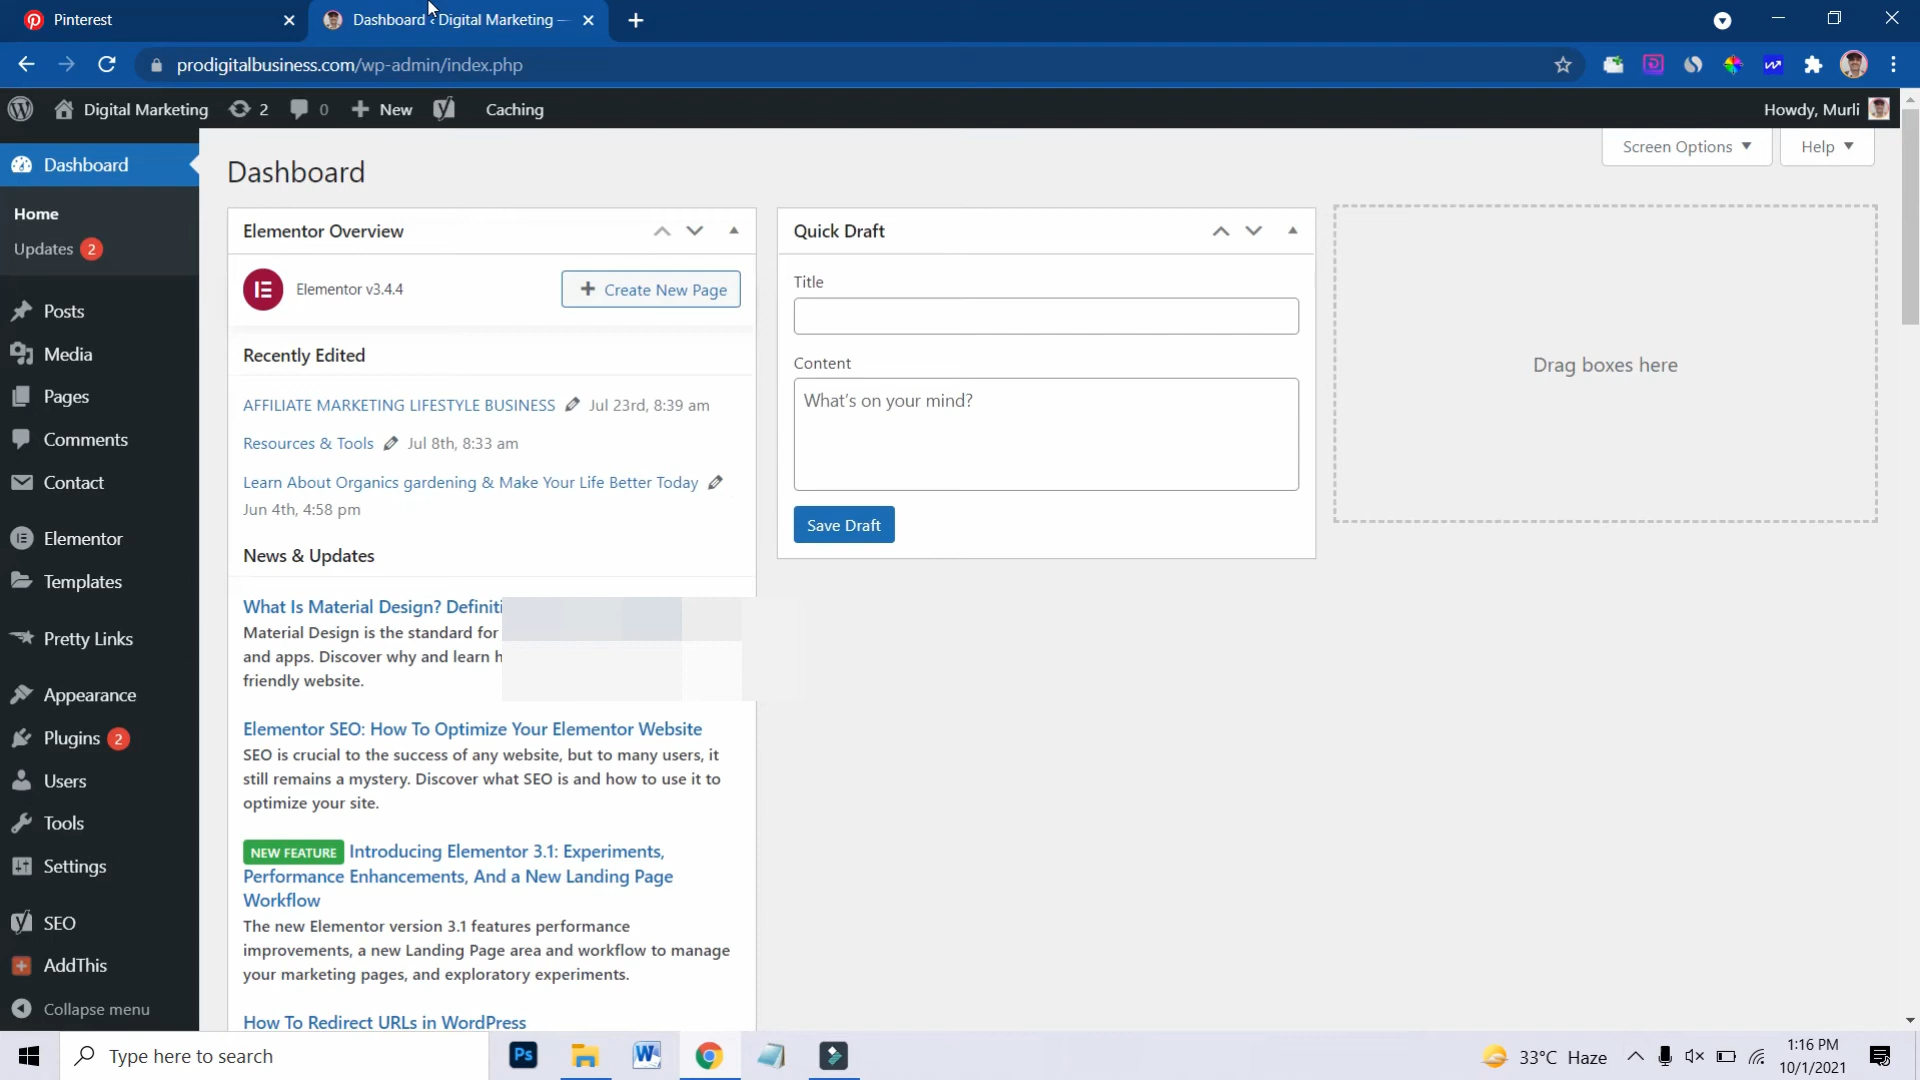 Pinterest
Dashboard ‹ Digital Marketing —
prodigitalbusiness.com/wp-admin/index.php
Digital Marketing 2 0 New Caching
Howdy, Murli
Screen Options
Help
Dashboard
Home
Updates 2
Posts
Media
Pages
Comments
Contact
Elementor
Templates
Pretty Links
Appearance
Plugins 2
Users
Tools
Settings
SEO
AddThis
Collapse menu
Dashboard
Elementor Overview
Elementor v3.4.4
Create New Page
Recently Edited
AFFILIATE MARKETING LIFESTYLE BUSINESS Jul 23rd, 8:39 am
Resources & Tools Jul 8th, 8:33 am
Learn About Organics gardening & Make Your Life Better Today
Jun 4th, 4:58 pm
News & Updates
What Is Material Design?
Material Design is the standard for
and apps. Discover why and learn
friendly website.
Elementor SEO: How To Optimize Your Elementor Website
SEO is crucial to the success of any website, but to many users, it
still remains a mystery. Discover what SEO is and how to use it to
optimize your site.
NEW FEATURE Introducing Elementor 3.1: Experiments,
Performance Enhancements, And a New Landing Page
Workflow
The new Elementor version 3.1 features performance
improvements, a new Landing Page area and workflow to manage
your marketing pages, and exploratory experiments.
How To Redirect URLs in WordPress
Quick Draft
Title
Content
What's on your mind?
Save Draft
Drag boxes here
Type here to search
Ps
33°C Haze
1:16 PM
10/1/2021